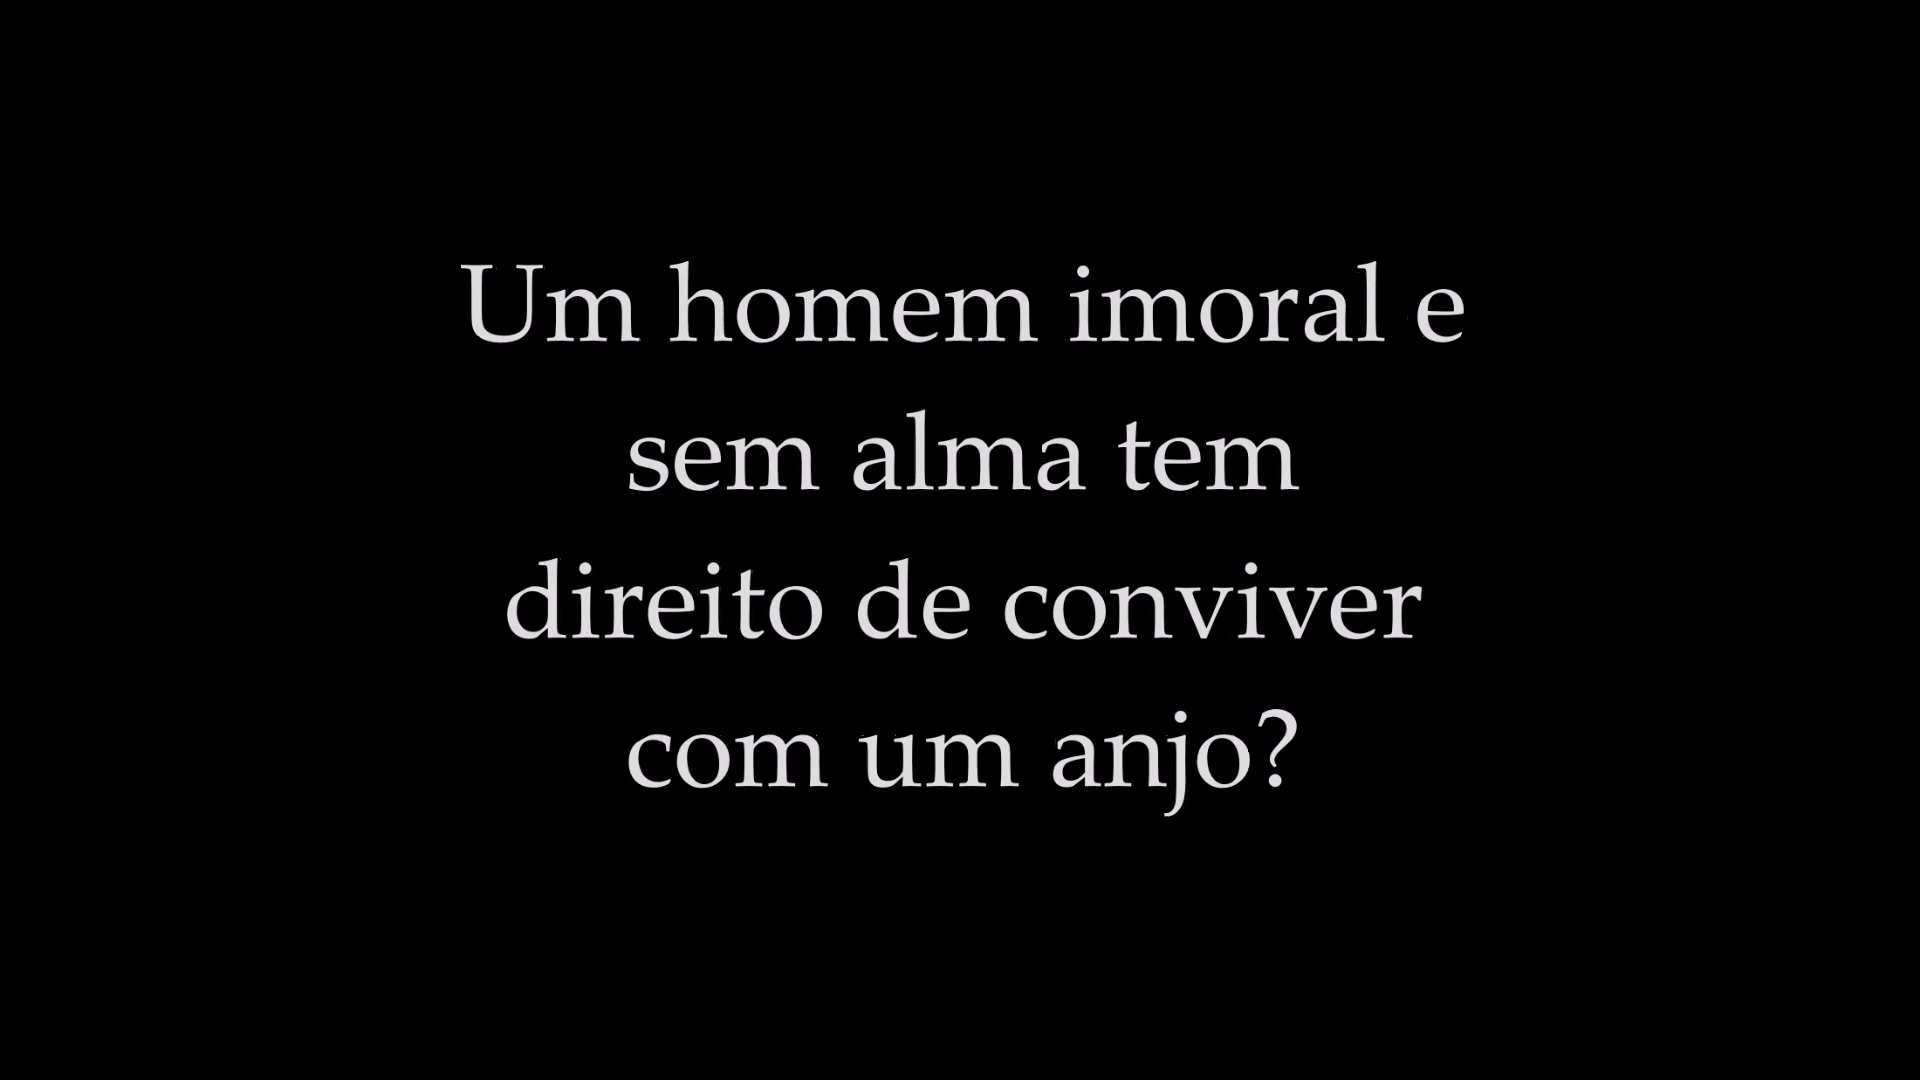 Um homem imoral e
sem alma tem
direito de conviver
com um anjo?